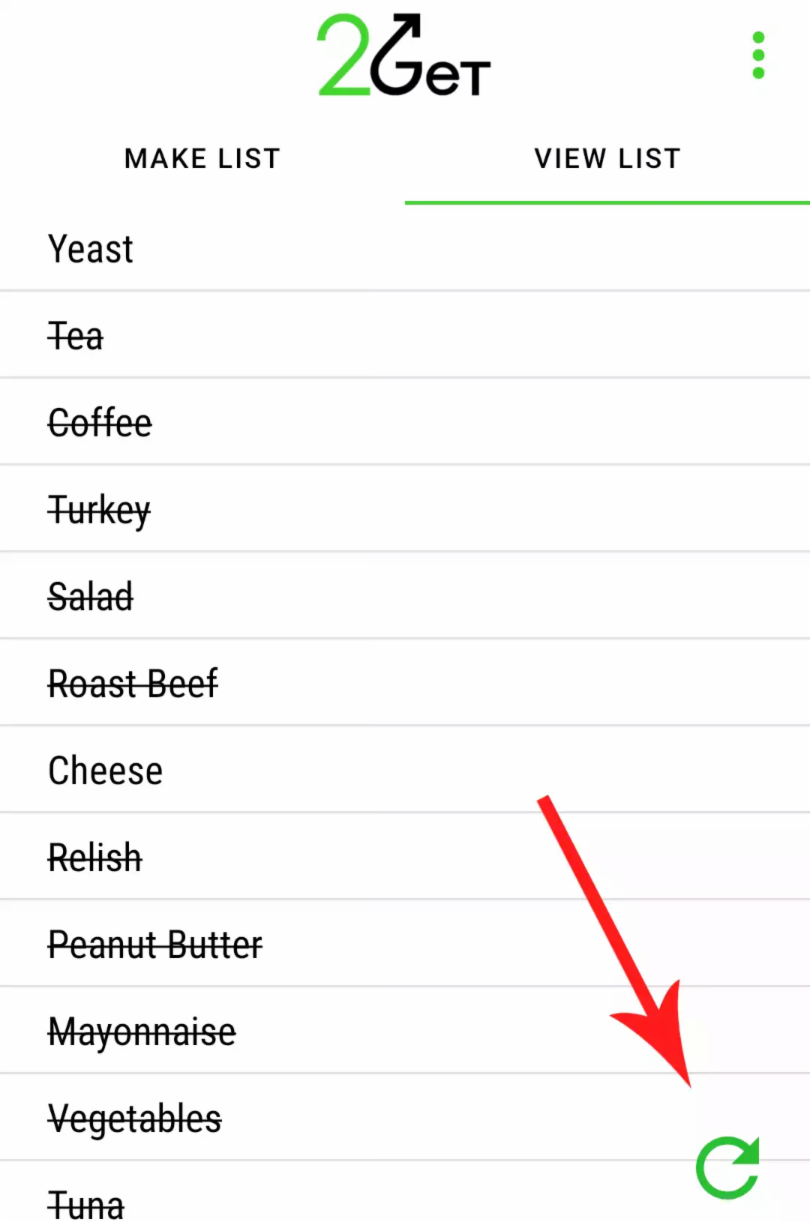 2GeT
MAKE LIST
VIEW LIST
Yeast
Tea
Coffee
Turkey
Salad
Roast Beef
Cheese
Relish
Peanut Butter
Mayonnaise
Vegetables
Tuna